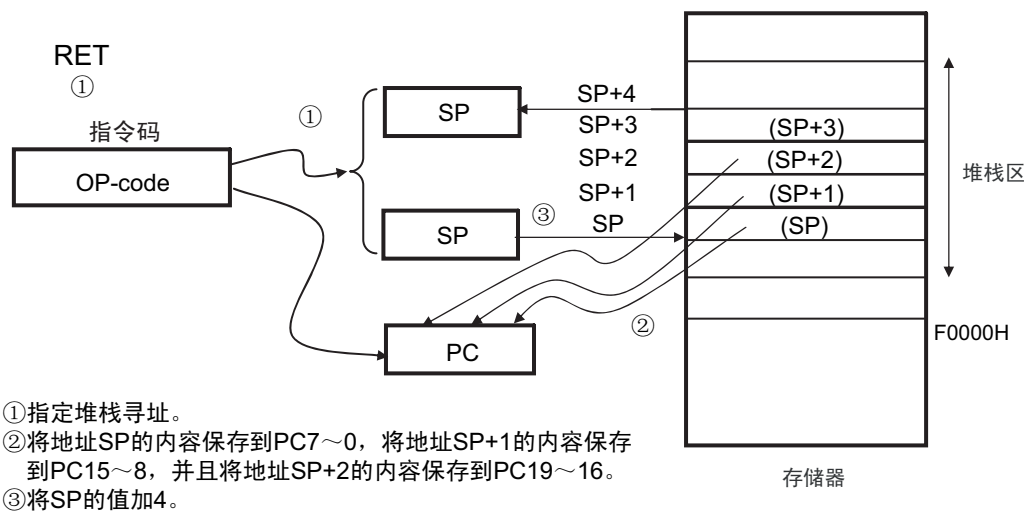 RET
①
指令码
OP-code
①
SP
SP
③
SP+4
SP+3
SP+2
SP+1
SP
(SP+3)
(SP+2)
(SP+1)
(SP)
堆栈区
②
PC
F0000H
存储器
①指定堆栈寻址。
②将地址SP的内容保存到PC7～0，将地址SP+1的内容保存
到PC15～8，并且将地址SP+2的内容保存到PC19～16。
③将SP的值加4。